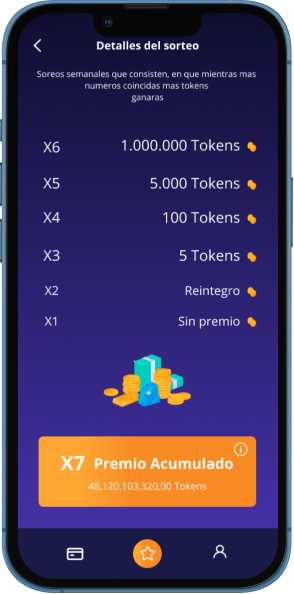 Detalles del sorteo
Soreos semanales que consisten, en que mientras mas
numeros coincidas mas tokens
ganaras
X6 1.000.000 Tokens
X5 5.000 Tokens
X4 100 Tokens
X3 5 Tokens
X2 Reintegro
X1 Sin premio
X7 Premio Acumulado
48.120.103.320,00 Tokens